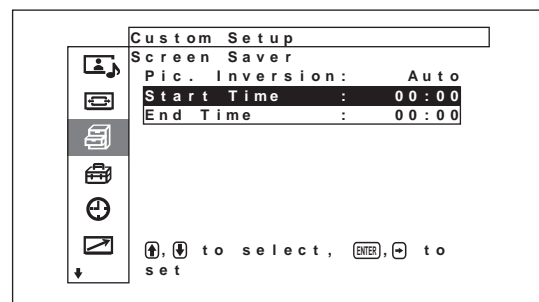 Custom Setup
Screen Saver
Pic. Inversion: Auto
Start Time : 00:00
End Time : 00:00
↑, ↓ to select, ENTER, → to
set